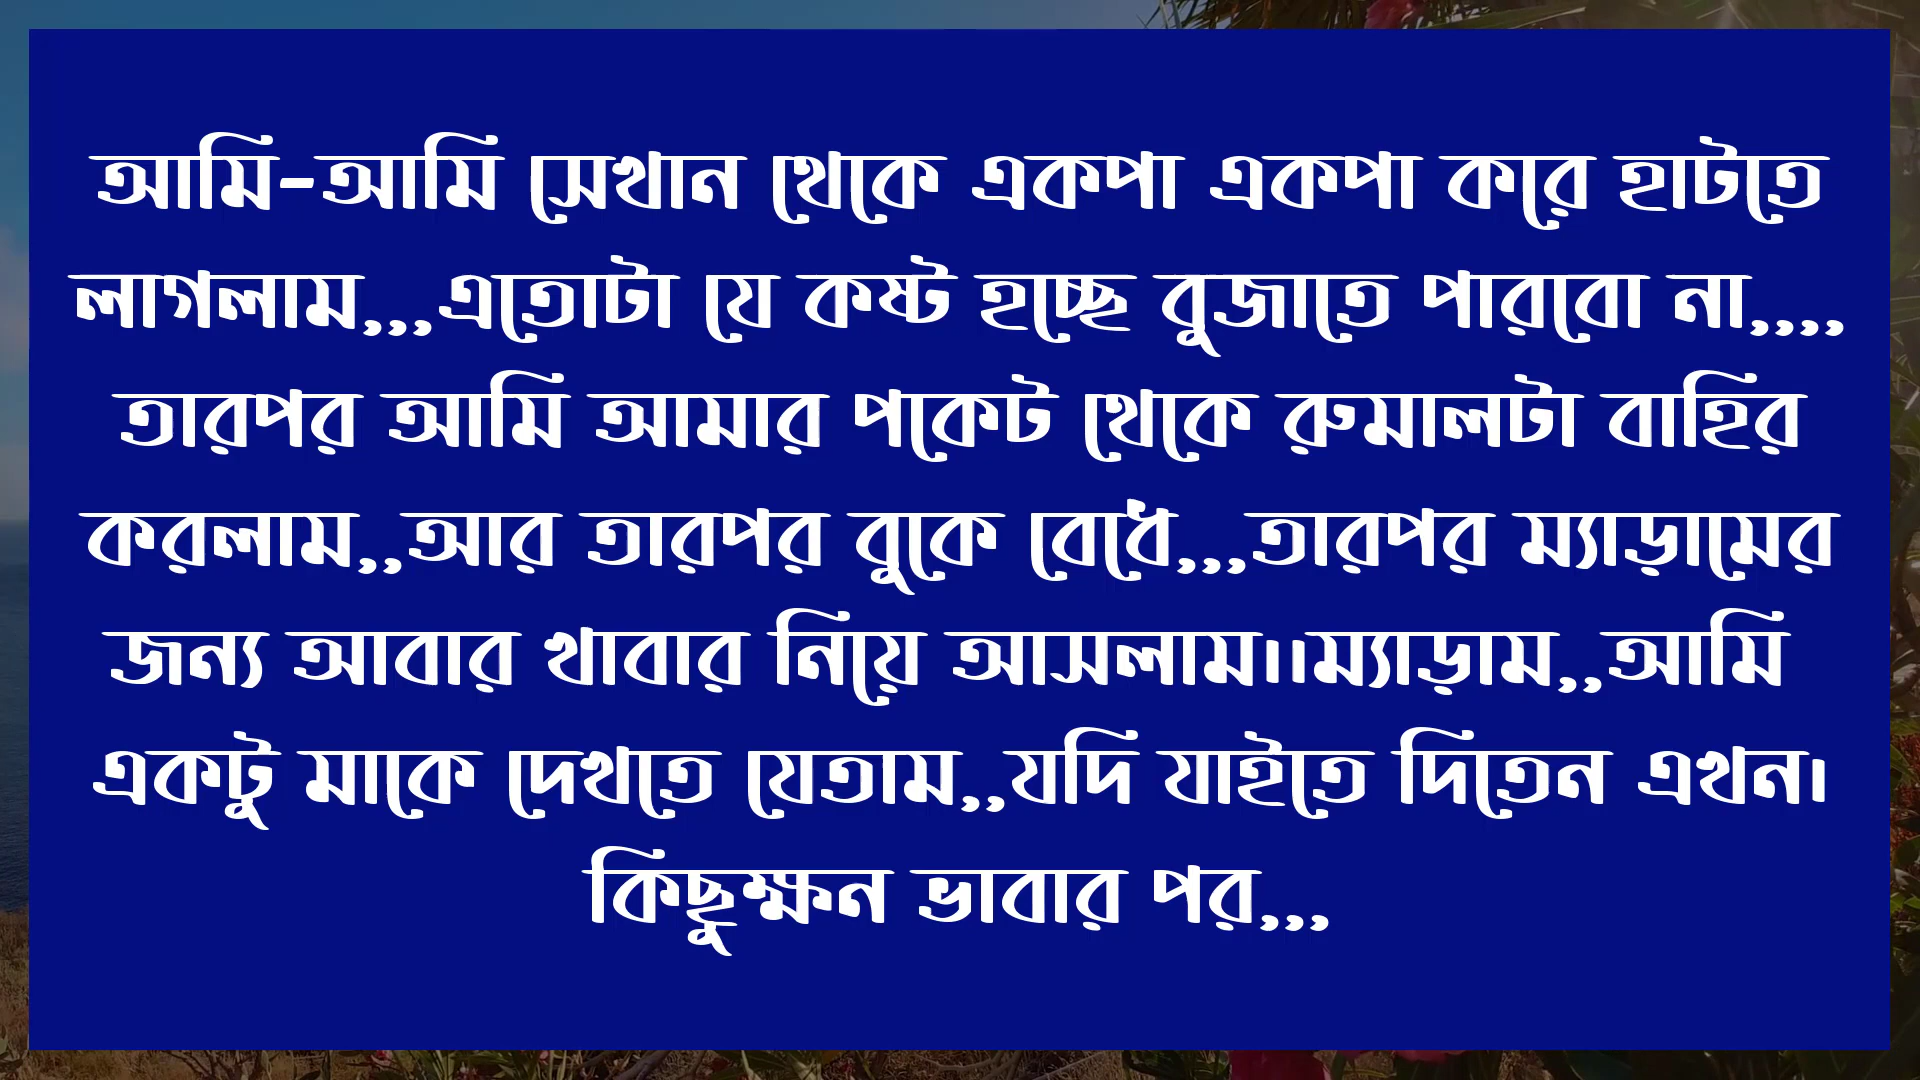 আমি-আমি সেখান থেকে একপা একপা করে হাটতে
লাগলাম,,,এতোটা যে কষ্ট হচ্ছে বুজাতে পারবো না,,,,
তারপর আমি আমার পকেট থেকে রুমালটা বাহির
করলাম,,আর তারপর বুকে বেধে,,,তারপর ম্যাড়ামের
জন্য আবার খাবার নিয়ে আসলাম।।ম্যাড়াম,,আমি
একটু মাকে দেখতে যেতাম,,যদি যাইতে দিতেন এখন।
কিছুক্ষন ভাবার পর,,,